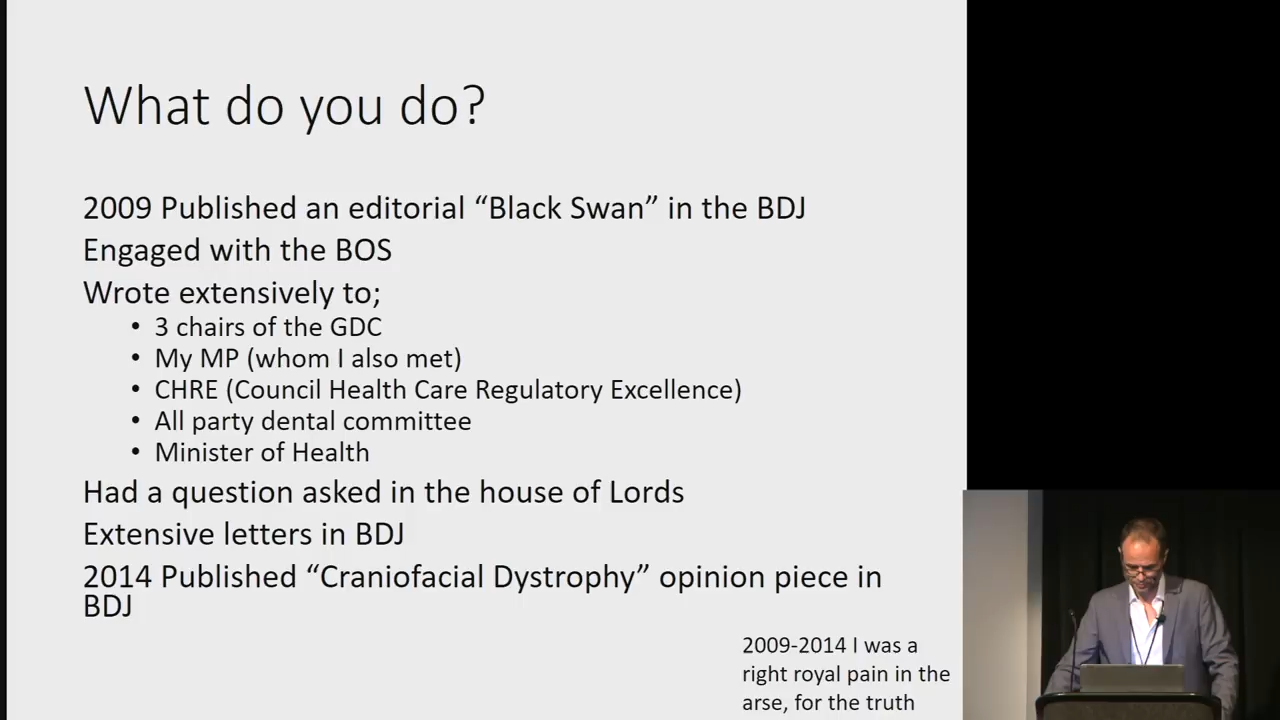 What do you do?
2009 Published an editorial “Black Swan” in the BDJ
Engaged with the BOS
Wrote extensively to;
• 3 chairs of the GDC
• My MP (whom I also met)
• CHRE (Council Health Care Regulatory Excellence)
• All party dental committee
• Minister of Health
Had a question asked in the house of Lords
Extensive letters in BDJ
2014 Published “Craniofacial Dystrophy” opinion piece in
BDJ
2009-2014 I was a
right royal pain in the
arse, for the truth